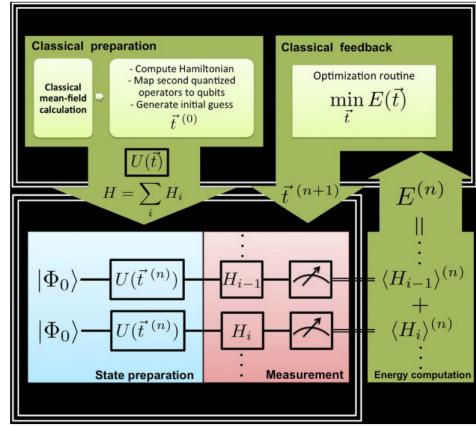 Classical preparation
Classical
mean-field
calculation
- Compute Hamiltonian
- Map second quantized
operators to qubits
- Generate initial guess
t⃗ ⁽⁰⁾
U(t⃗)
H = ∑ᵢ Hᵢ
Classical feedback
Optimization routine
min E(t⃗)
t⃗
t⃗ ⁽ⁿ⁺¹⁾
E⁽ⁿ⁾
=
|Φ₀⟩ U(t⃗ ⁽ⁿ⁾) Hᵢ₋₁ ⟨Hᵢ₋₁⟩⁽ⁿ⁾
+
|Φ₀⟩ U(t⃗ ⁽ⁿ⁾) Hᵢ ⟨Hᵢ⟩⁽ⁿ⁾
State preparation
Measurement
Energy computation